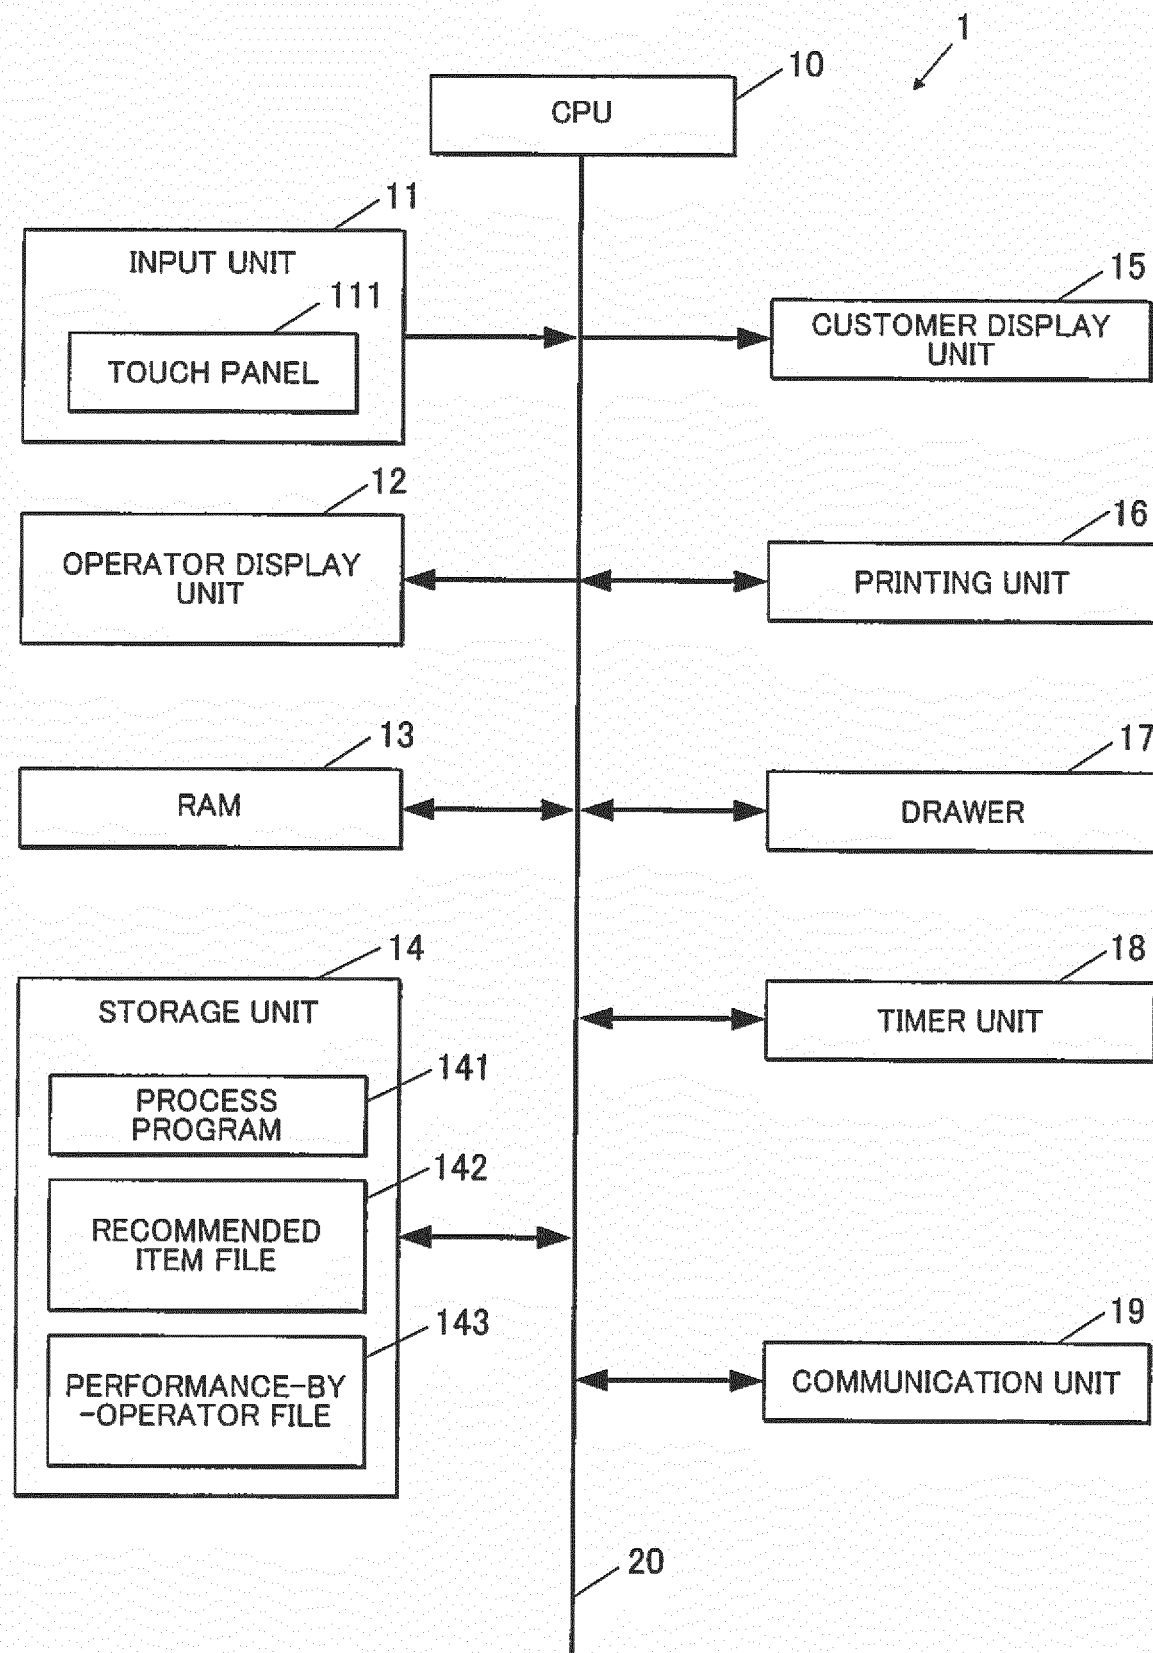 1
10
CPU
11
INPUT UNIT
111
TOUCH PANEL
15
CUSTOMER DISPLAY
UNIT
12
OPERATOR DISPLAY
UNIT
16
PRINTING UNIT
13
RAM
17
DRAWER
14
STORAGE UNIT
141
PROCESS
PROGRAM
142
RECOMMENDED
ITEM FILE
143
PERFORMANCE-BY
-OPERATOR FILE
18
TIMER UNIT
19
COMMUNICATION UNIT
20